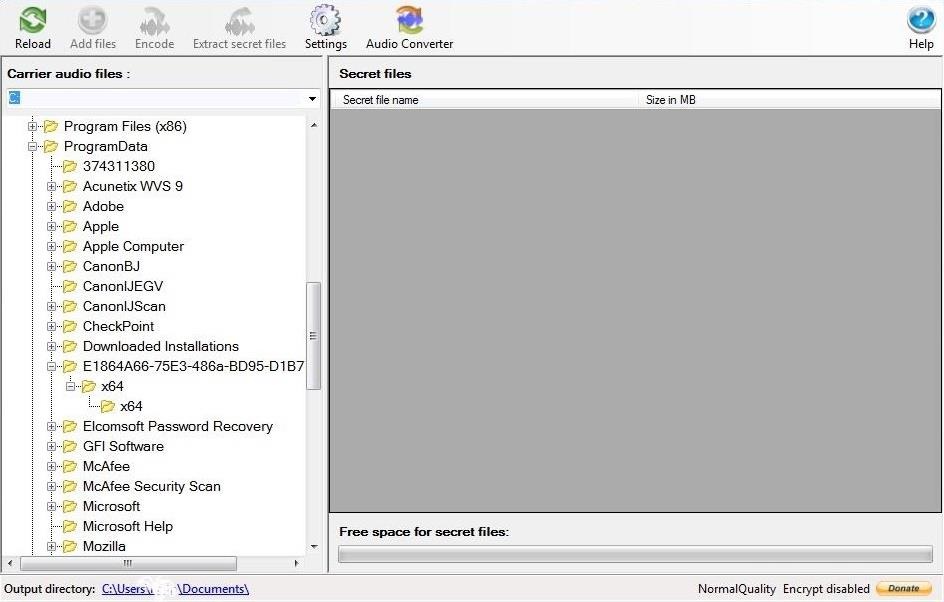 Reload Add files Encode Extract secret files Settings Audio Converter Help
Carrier audio files :
C:
Program Files (x86)
ProgramData
374311380
Acunetix WVS 9
Adobe
Apple
Apple Computer
CanonBJ
CanonIJEGV
CanonIJScan
CheckPoint
Downloaded Installations
E1864A66-75E3-486a-BD95-D1B7
x64
x64
Elcomsoft Password Recovery
GFI Software
McAfee
McAfee Security Scan
Microsoft
Microsoft Help
Mozilla
Secret files
Secret file name Size in MB
Free space for secret files:
Output directory: C:\Users\ \Documents\
NormalQuality Encrypt disabled Donate